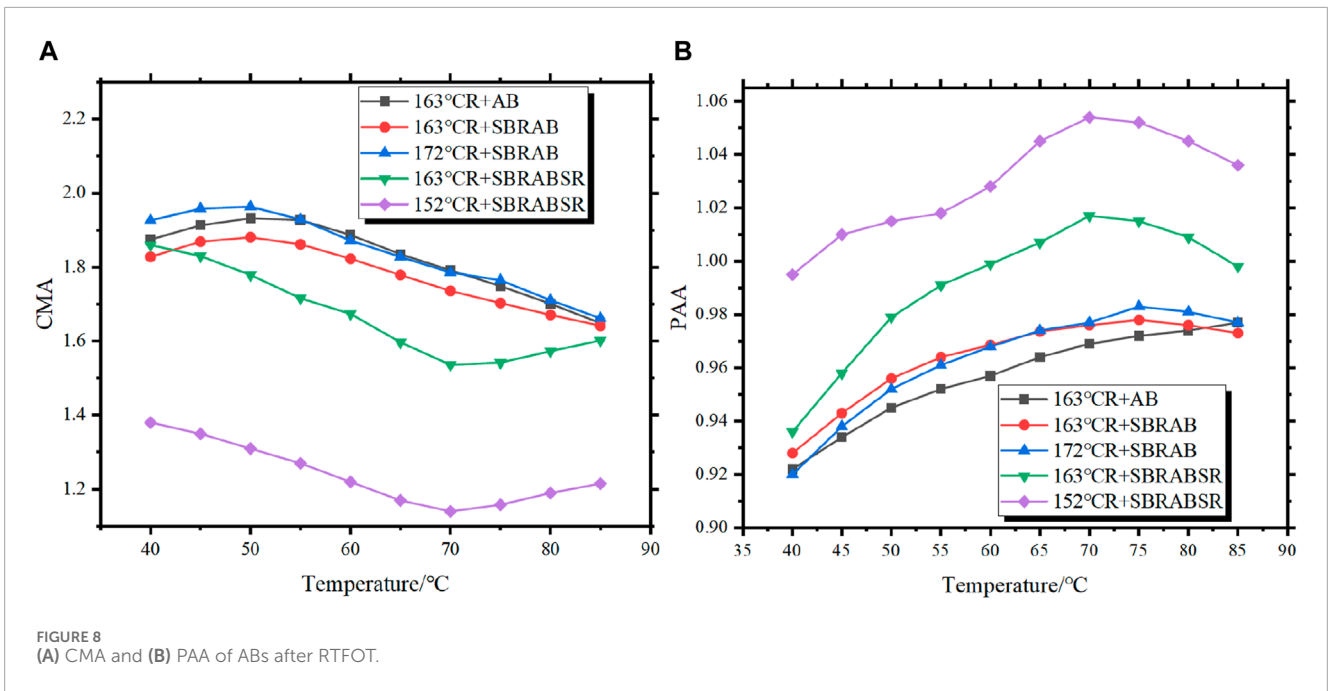 A
2.2
2.0
1.8
1.6
1.4
1.2
CMA
40 50 60 70 80 90
Temperature/°C
163°CR+AB
163°CR+SBRAB
172°CR+SBRAB
163°CR+SBRABSR
152°CR+SBRABSR
B
1.06
1.04
1.02
1.00
0.98
0.96
0.94
0.92
0.90
PAA
35 40 45 50 55 60 65 70 75 80 85 90
Temperature/°C
163°CR+AB
163°CR+SBRAB
172°CR+SBRAB
163°CR+SBRABSR
152°CR+SBRABSR
FIGURE 8
(A) CMA and (B) PAA of ABs after RTFOT.